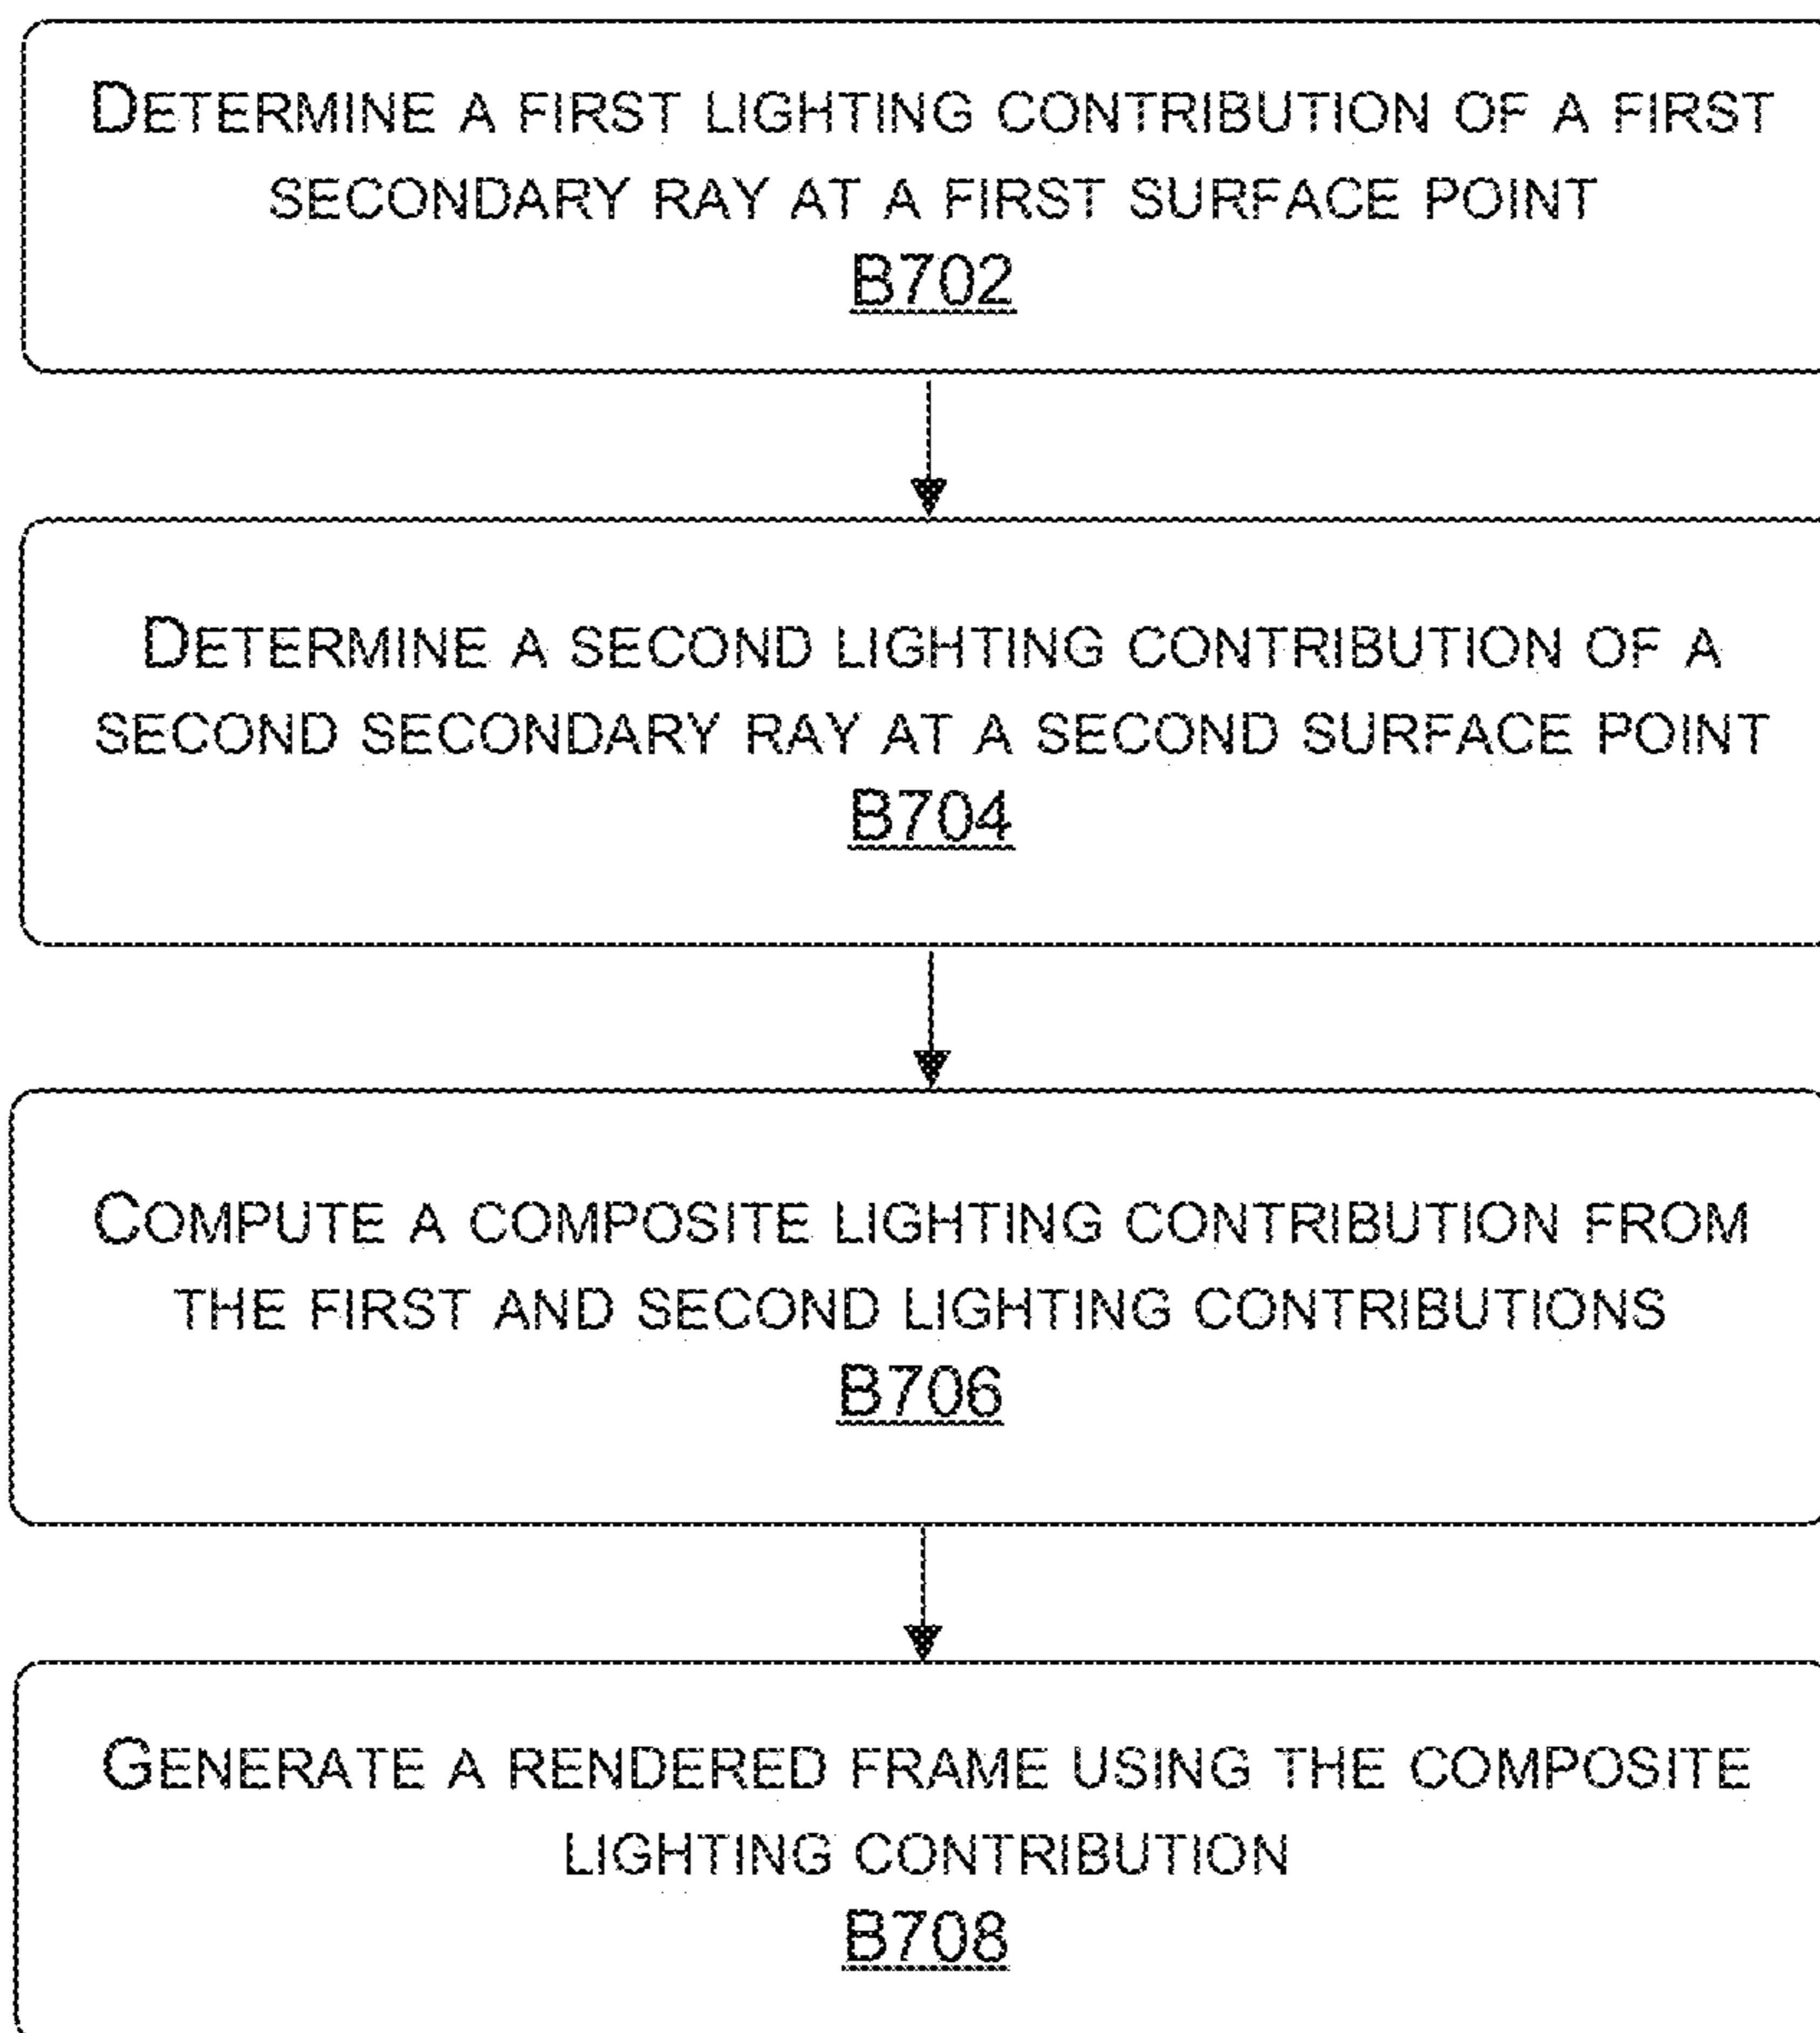 DETERMINE A FIRST LIGHTING CONTRIBUTION OF A FIRST
SECONDARY RAY AT A FIRST SURFACE POINT
B702
DETERMINE A SECOND LIGHTING CONTRIBUTION OF A
SECOND SECONDARY RAY AT A SECOND SURFACE POINT
B704
COMPUTE A COMPOSITE LIGHTING CONTRIBUTION FROM
THE FIRST AND SECOND LIGHTING CONTRIBUTIONS
B706
GENERATE A RENDERED FRAME USING THE COMPOSITE
LIGHTING CONTRIBUTION
B708